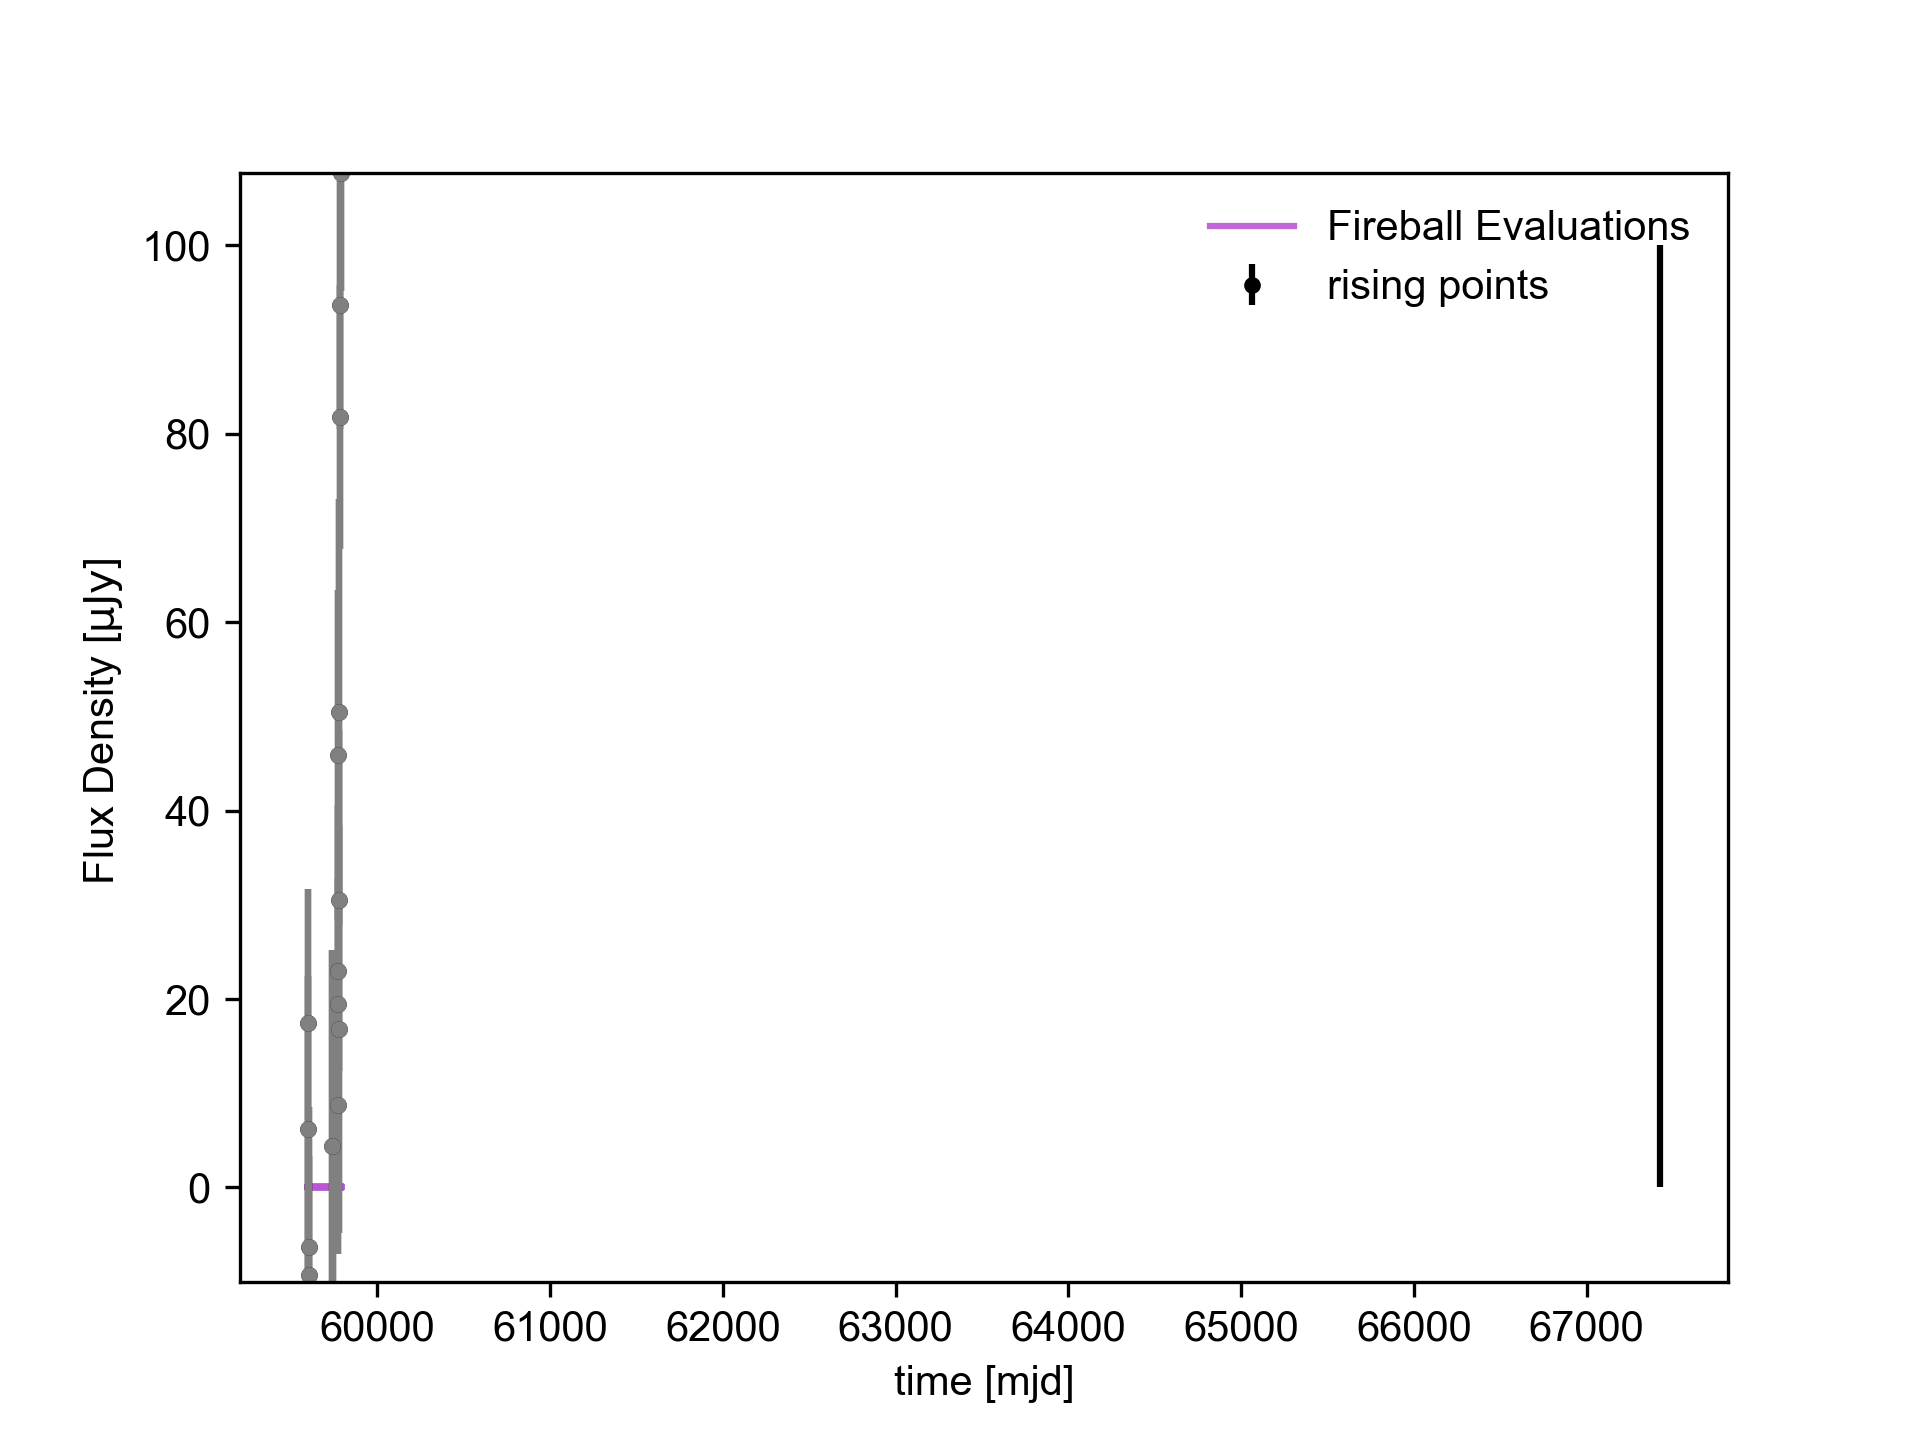 Fireball Evaluations
rising points
100
80
60
40
20
0
Flux Density [µJy]
60000 61000 62000 63000 64000 65000 66000 67000
time [mjd]